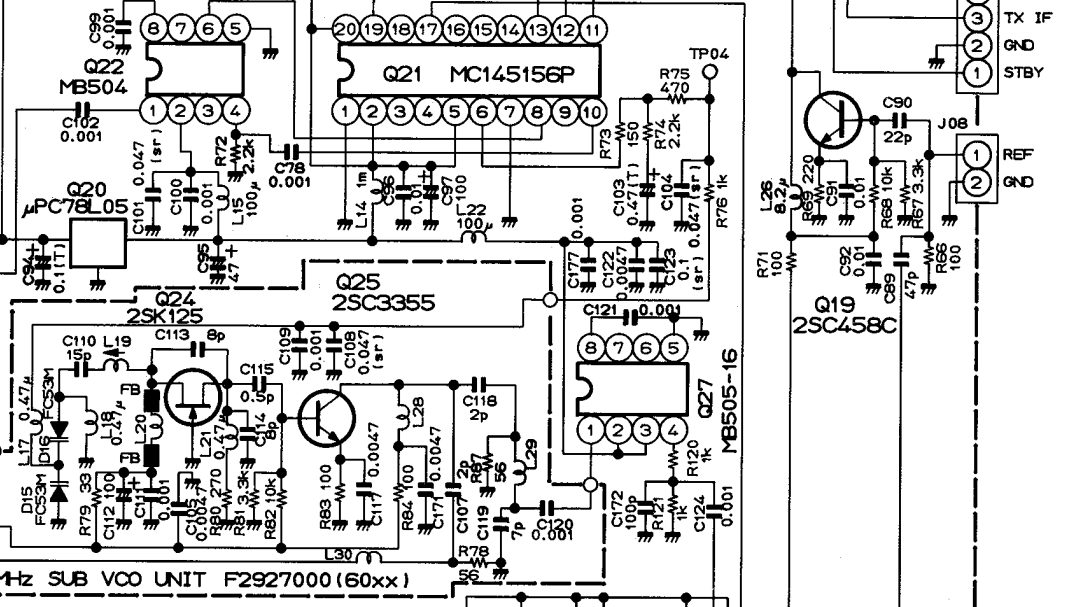 C99
0.001
8 7 6 5
Q22
MB504
1 2 3 4
C102
0.001
20 19 18 17 16 15 14 13 12 11
Q21 MC145156P
1 2 3 4 5 6 7 8 9 10
TP04
R75
470
3 TX IF
2 GND
1 STBY
C90
22p
J08
1 REF
2 GND
0.047
(sr)
R72
2.2k
C78
0.001
R73
150
R74
2.2k
Q20
μPC78L05
C101
C100
0.001
L15
100μ
1m
L14
C96
0.01
C97
100
L22
100μ
C103
0.47(T)
C104
0.047(sr)
R76 1k
L26
8.2μ
R69 220
C91
0.01
R68 10k
R67 3.3k
C94
0.1(T)
C95
47
0.001
C177
C122
0.0047
C123
0.1
(sr)
R71
100
C92
0.01
C89
47p
R66
100
Q24
2SK125
Q25
2SC3355
Q19
2SC458C
C113 8p
C110
15p
L19
C109
0.001
C108
0.047
(sr)
C121 0.001
8 7 6 5
Q27
MB505-16
1 2 3 4
0.47μ
L17
FC53M
D16
L18
0.47μ
FB
L20
FB
C115
0.5p
L21
0.47μ
C114
8p
L28
C118
2p
L29
R87
56
D15
FC53M
R79 33
C112 100
C111
0.001
C105
0.0047
R80 270
R81 3.3k
R82 10k
R83 100
C117
0.0047
R84 100
C171
0.0047
C107
2p
C119
7p
C120
0.001
R120
1k
C172
100p
R121
1k
C124
0.001
L30
R78
56
MHz SUB VCO UNIT F2927000(60xx)